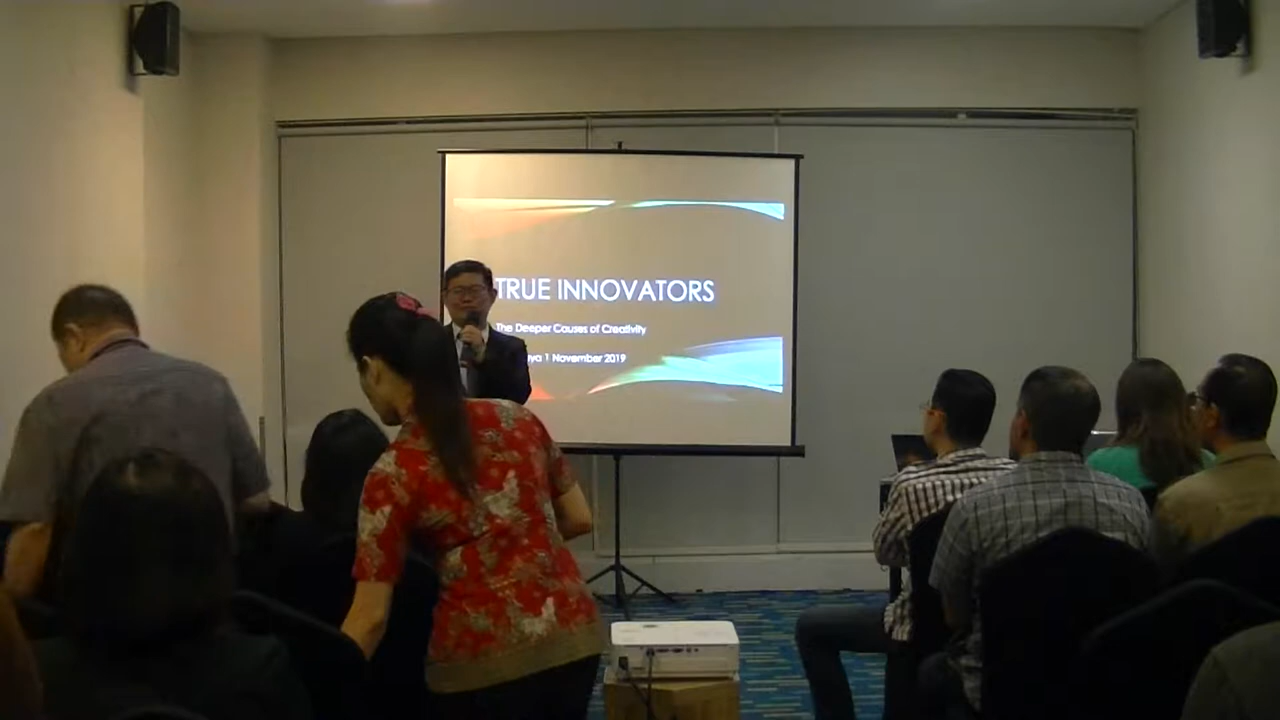 TRUE INNOVATORS
The Deeper Causes of Creativity
1 November 2019